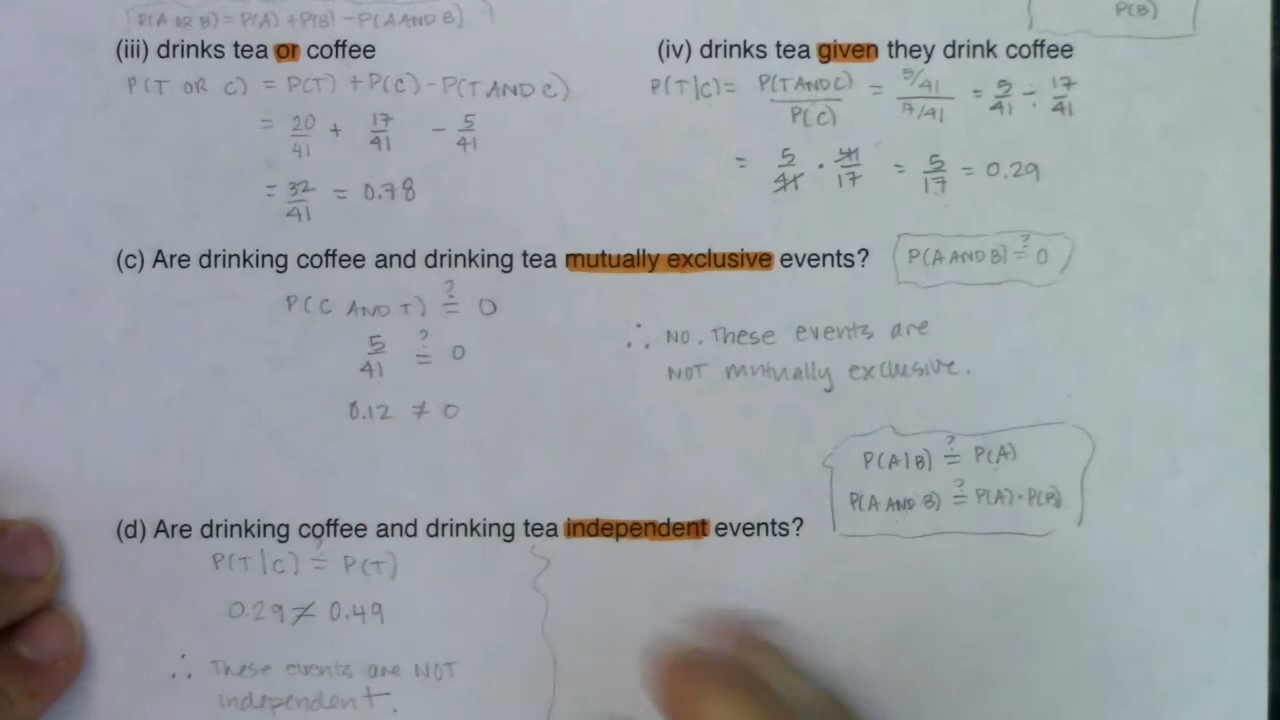 P(A OR B) = P(A) + P(B) - P(A AND B)
P(B)
(iii) drinks tea or coffee
P(T OR C) = P(T) + P(C) - P(T AND C)
= 20/41 + 17/41 - 5/41
= 32/41 = 0.78
(iv) drinks tea given they drink coffee
P(T|C) = P(T AND C)/P(C) = 5/41 / 17/41 = 5/41 ÷ 17/41
= 5/41 · 41/17 = 5/17 = 0.29
(c) Are drinking coffee and drinking tea mutually exclusive events?
P(A AND B) ≟ 0
P(C AND T) ≟ 0
5/41 ≟ 0
0.12 ≠ 0
∴ NO. These events are
NOT mutually exclusive.
P(A|B) ≟ P(A)
P(A AND B) ≟ P(A) · P(B)
(d) Are drinking coffee and drinking tea independent events?
P(T|C) ≟ P(T)
0.29 ≠ 0.49
∴ These events are NOT
independent.